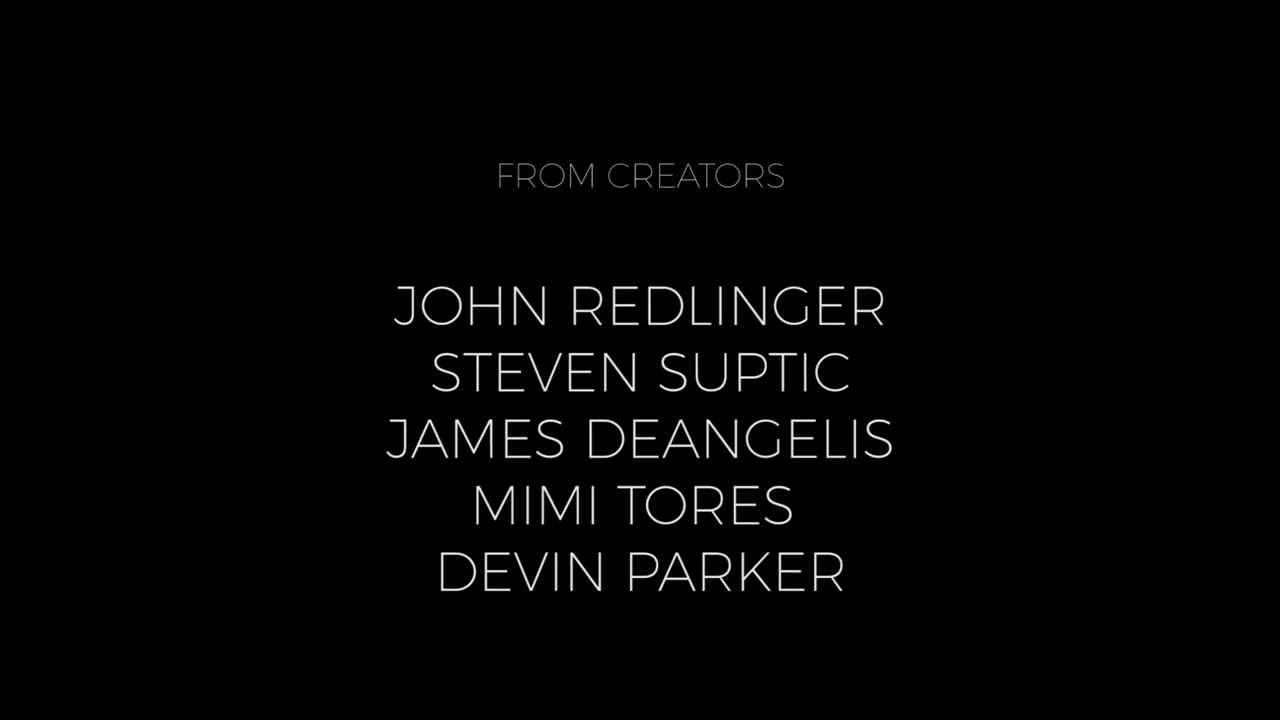 FROM CREATORS
JOHN REDLINGER
STEVEN SUPTIC
JAMES DEANGELIS
MIMI TORES
DEVIN PARKER